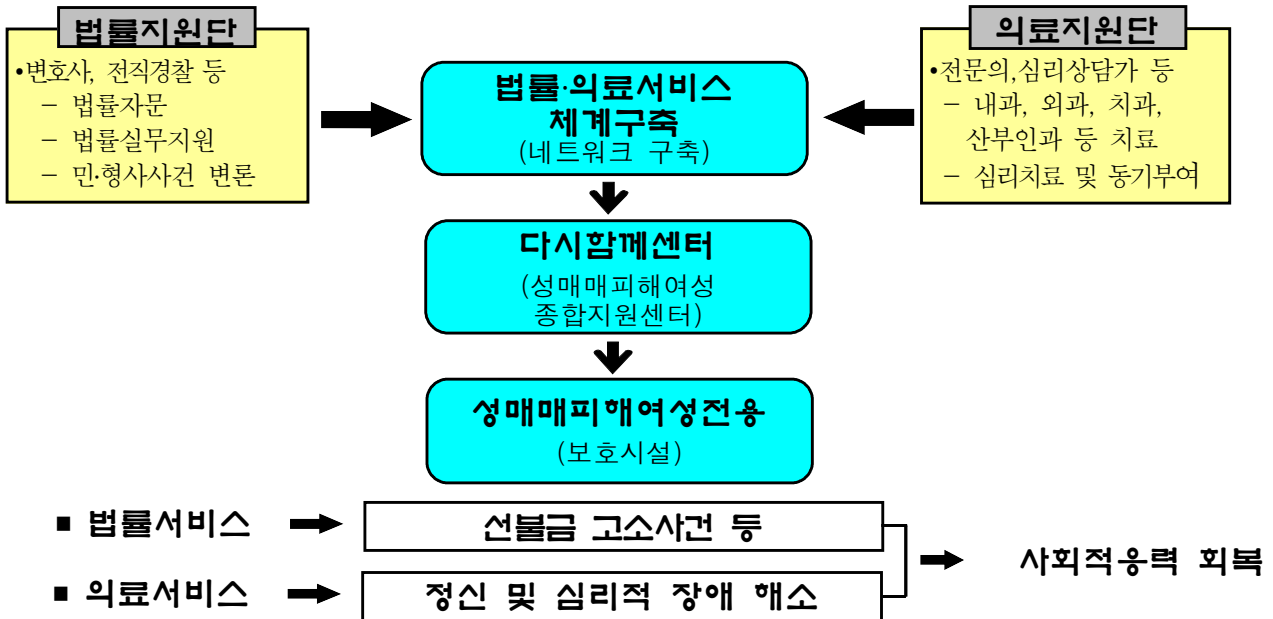 법률지원단
•변호사, 전직경찰 등
– 법률자문
– 법률실무지원
– 민·형사사건 변론
법률·의료서비스
체계구축
(네트워크 구축)
의료지원단
•전문의,심리상담가 등
– 내과, 외과, 치과,
산부인과 등 치료
– 심리치료 및 동기부여
다시함께센터
(성매매피해여성
종합지원센터)
성매매피해여성전용
(보호시설)
■ 법률서비스
선불금 고소사건 등
■ 의료서비스
정신 및 심리적 장애 해소
사회적응력 회복